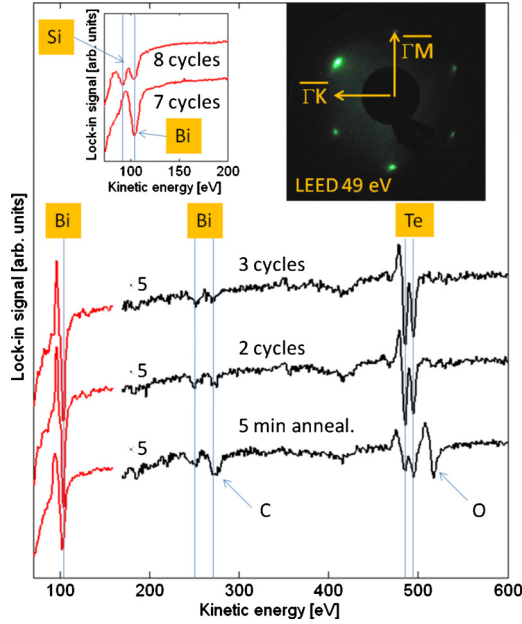 Lock-in signal [arb. units]
Si
8 cycles
7 cycles
Bi
100 150 200
Kinetic energy [eV]
ΓM
ΓK
LEED 49 eV
Bi
Bi
Te
Lock-in signal [arb. units]
×5
3 cycles
×5
2 cycles
×5
5 min anneal.
C
O
100 200 300 400 500 600
Kinetic energy [eV]